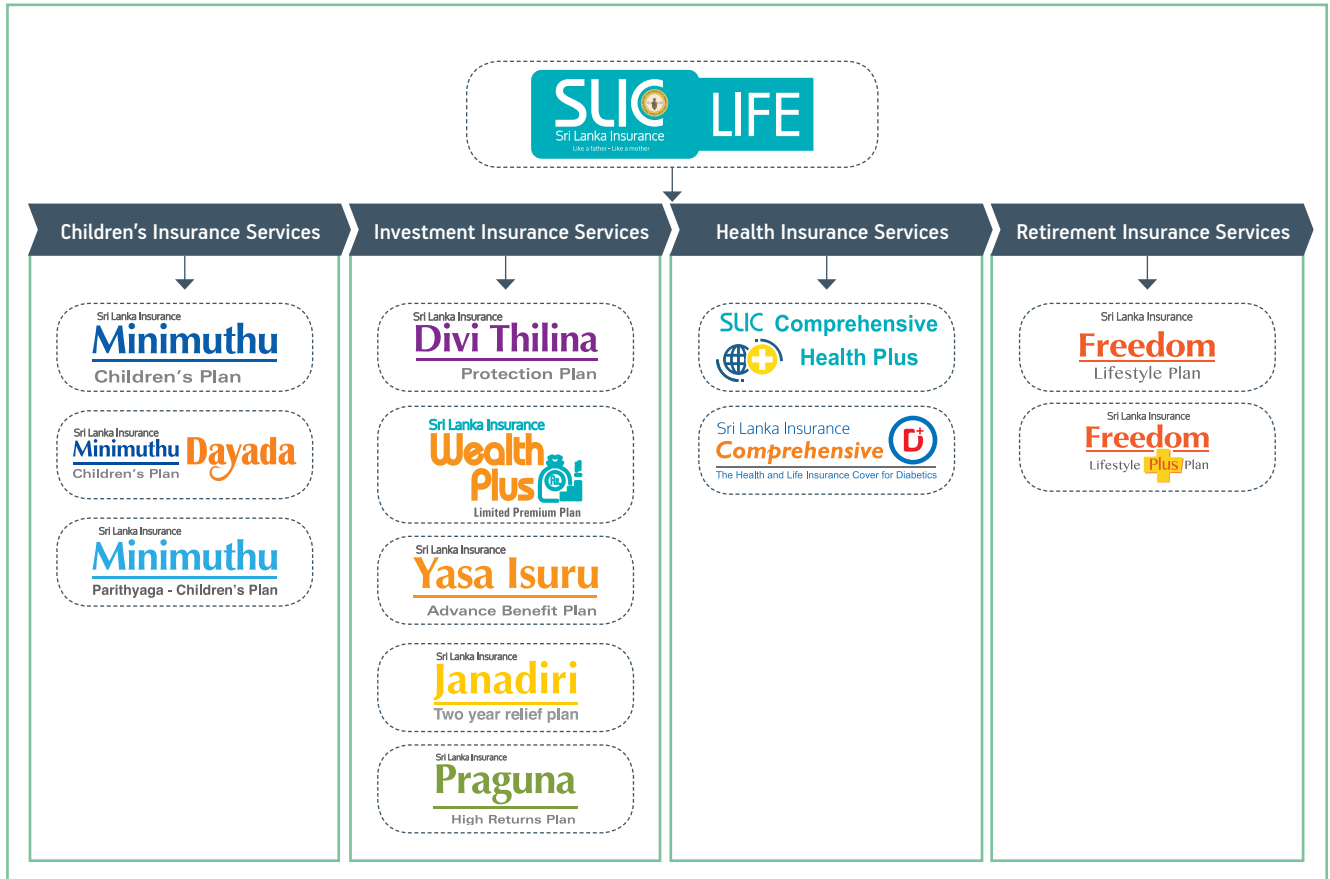 SLIC
LIFE
Sri Lanka Insurance
Like a father • Like a mother
Children's Insurance Services
Investment Insurance Services
Health Insurance Services
Retirement Insurance Services
Sri Lanka Insurance
Minimuthu
Children's Plan
Sri Lanka Insurance
Minimuthu Dayada
Children's Plan
Sri Lanka Insurance
Minimuthu
Parithyaga - Children's Plan
Sri Lanka Insurance
Divi Thilina
Protection Plan
Sri Lanka Insurance
Wealth
Plus
Limited Premium Plan
Sri Lanka Insurance
Yasa Isuru
Advance Benefit Plan
Sri Lanka Insurance
Janadiri
Two year relief plan
Sri Lanka Insurance
Praguna
High Returns Plan
SLIC Comprehensive
Health Plus
Sri Lanka Insurance
Comprehensive D+
The Health and Life Insurance Cover for Diabetics
Sri Lanka Insurance
Freedom
Lifestyle Plan
Sri Lanka Insurance
Freedom
Lifestyle Plus Plan